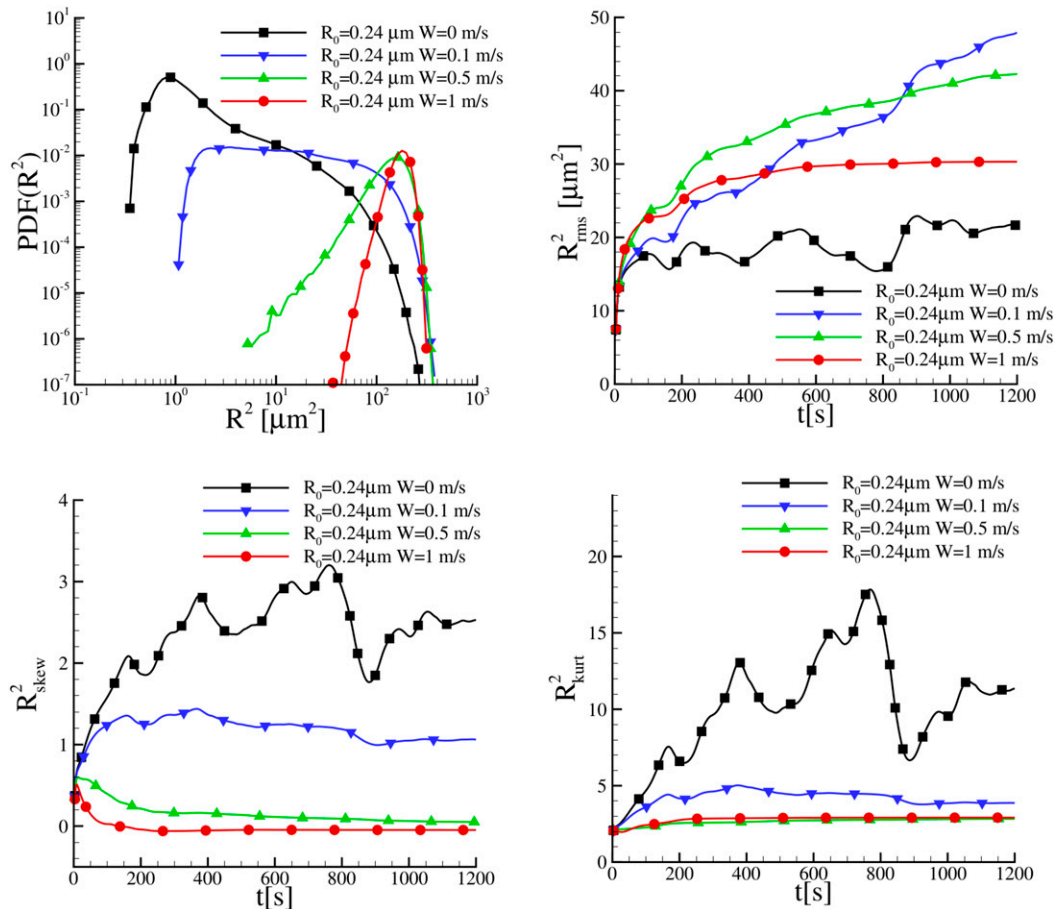 R₀=0.24 μm W=0 m/s
R₀=0.24 μm W=0.1 m/s
R₀=0.24 μm W=0.5 m/s
R₀=0.24 μm W=1 m/s
10¹
10⁰
10⁻¹
10⁻²
10⁻³
10⁻⁴
10⁻⁵
10⁻⁶
10⁻⁷
PDF(R²)
10⁻¹ 10⁰ 10¹ 10² 10³
R² [μm²]
50
40
30
20
10
0
R²rms [μm²]
R₀=0.24μm W=0 m/s
R₀=0.24μm W=0.1 m/s
R₀=0.24μm W=0.5 m/s
R₀=0.24μm W=1 m/s
0 200 400 600 800 1000 1200
t[s]
R₀=0.24μm W=0 m/s
R₀=0.24μm W=0.1 m/s
R₀=0.24μm W=0.5 m/s
R₀=0.24μm W=1 m/s
4
3
2
1
0
R²skew
0 200 400 600 800 1000 1200
t[s]
R₀=0.24μm W=0 m/s
R₀=0.24μm W=0.1 m/s
R₀=0.24μm W=0.5 m/s
R₀=0.24μm W=1 m/s
20
15
10
5
0
R²kurt
0 200 400 600 800 1000 1200
t[s]